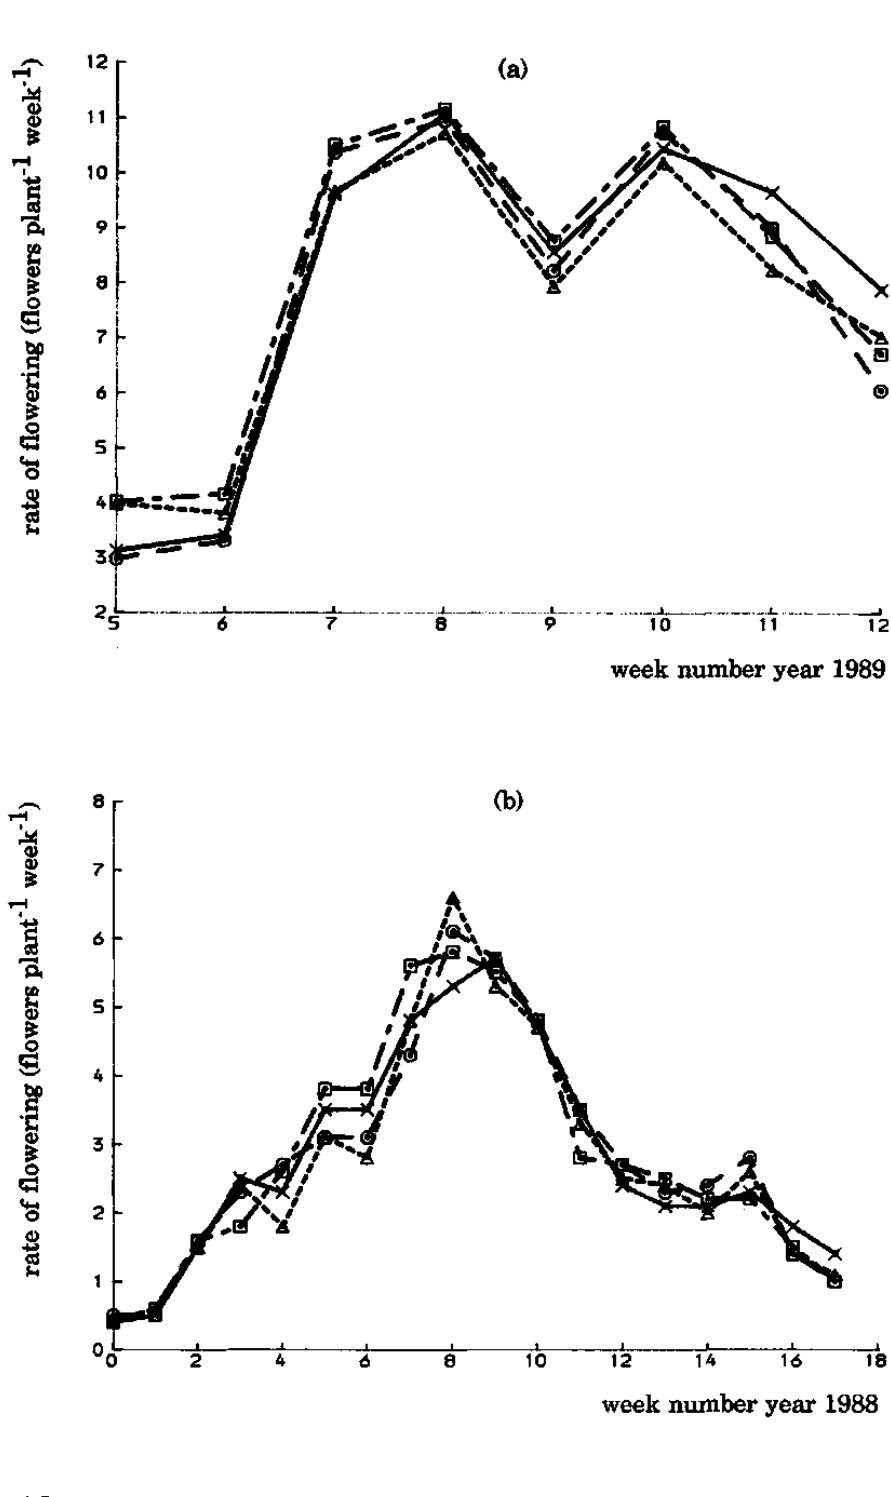 (a)
rate of flowering (flowers plant⁻¹ week⁻¹)
12
11
10
9
8
7
6
5
4
3
2
5 6 7 8 9 10 11 12
week number year 1989
(b)
rate of flowering (flowers plant⁻¹ week⁻¹)
8
7
6
5
4
3
2
1
0
0 2 4 6 8 10 12 14 16 18
week number year 1988